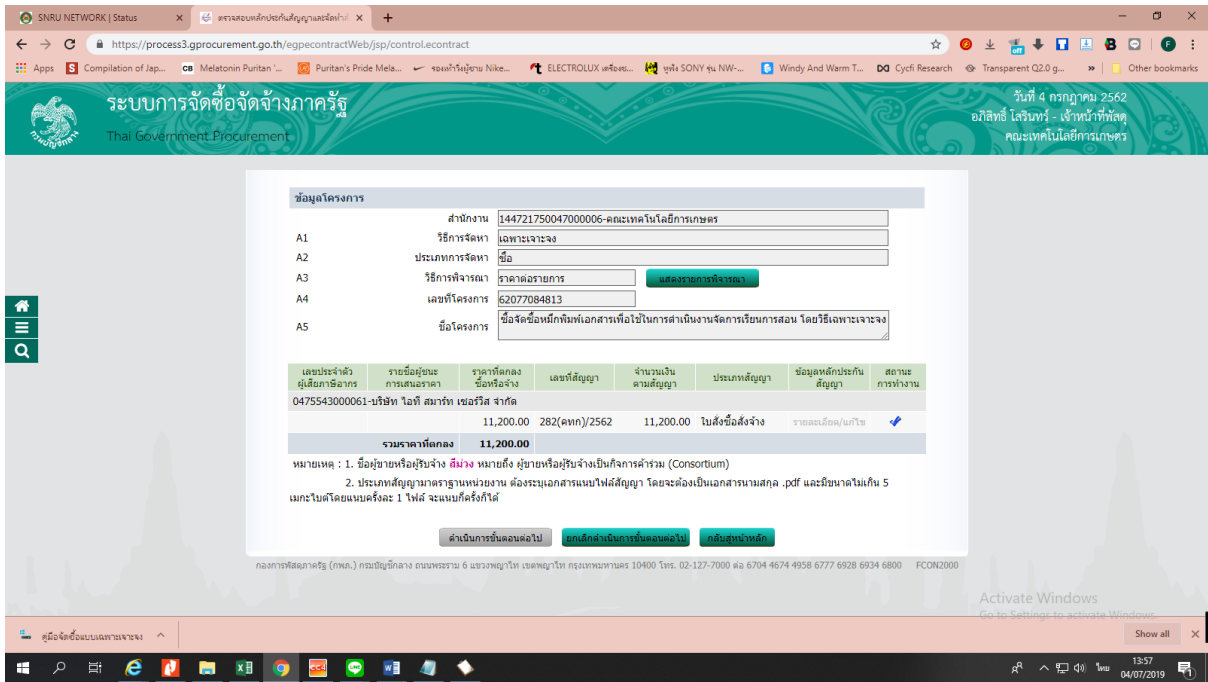 SNRU NETWORK | Status
ตรวจสอบหลักประกันสัญญาและจัดทำส
https://process3.gprocurement.go.th/egpecontractWeb/jsp/control.econtract
Apps
Compilation of Jap...
Melatonin Puritan '...
Puritan's Pride Mela...
รองเท้าวิ่งผู้ชาย Nike...
ELECTROLUX เครื่องซ...
หูฟัง SONY รุ่น NW-...
Windy And Warm T...
Cycfi Research
Transparent Q2.0 g...
Other bookmarks
ระบบการจัดซื้อจัดจ้างภาครัฐ
Thai Government Procurement
กรมบัญชีกลาง
วันที่ 4 กรกฎาคม 2562
อภิสิทธิ์ โสวินทร์ - เจ้าหน้าที่พัสดุ
คณะเทคโนโลยีการเกษตร
ข้อมูลโครงการ
สำนักงาน 144721750047000006-คณะเทคโนโลยีการเกษตร
A1 วิธีการจัดหา เฉพาะเจาะจง
A2 ประเภทการจัดหา ซื้อ
A3 วิธีการพิจารณา ราคาต่อรายการ แสดงรายการพิจารณา
A4 เลขที่โครงการ 62077084813
A5 ชื่อโครงการ ซื้อจัดซื้อหมึกพิมพ์เอกสารเพื่อใช้ในการดำเนินงานจัดการเรียนการสอน โดยวิธีเฉพาะเจาะจง
เลขประจำตัว รายชื่อผู้ชนะ ราคาที่ตกลง เลขที่สัญญา จำนวนเงิน ประเภทสัญญา ข้อมูลหลักประกัน สถานะ
ผู้เสียภาษีอากร การเสนอราคา ซื้อหรือจ้าง ตามสัญญา สัญญา การทำงาน
0475543000061-บริษัท ไอที สมาร์ท เซอร์วิส จำกัด
11,200.00 282(คทก)/2562 11,200.00 ใบสั่งซื้อสั่งจ้าง รายละเอียด/แก้ไข
รวมราคาที่ตกลง 11,200.00
หมายเหตุ : 1. ชื่อผู้ขายหรือผู้รับจ้าง สีม่วง หมายถึง ผู้ขายหรือผู้รับจ้างเป็นกิจการค้าร่วม (Consortium)
2. ประเภทสัญญามาตราฐานหน่วยงาน ต้องระบุเอกสารแนบไฟล์สัญญา โดยจะต้องเป็นเอกสารนามสกุล .pdf และมีขนาดไม่เกิน 5
เมกะไบต์โดยแนบครั้งละ 1 ไฟล์ จะแนบกี่ครั้งก็ได้
ดำเนินการขั้นตอนต่อไป ยกเลิกดำเนินการขั้นตอนต่อไป กลับสู่หน้าหลัก
กองการพัสดุภาครัฐ (กพภ.) กรมบัญชีกลาง ถนนพระราม 6 แขวงพญาไท เขตพญาไท กรุงเทพมหานคร 10400 โทร. 02-127-7000 ต่อ 6704 4674 4958 6777 6928 6934 6800 FCON2000
Activate Windows
Go to Settings to activate Windows.
คู่มือจัดซื้อแบบเฉพาะเจาะจง
Show all
ไทย
13:57
04/07/2019